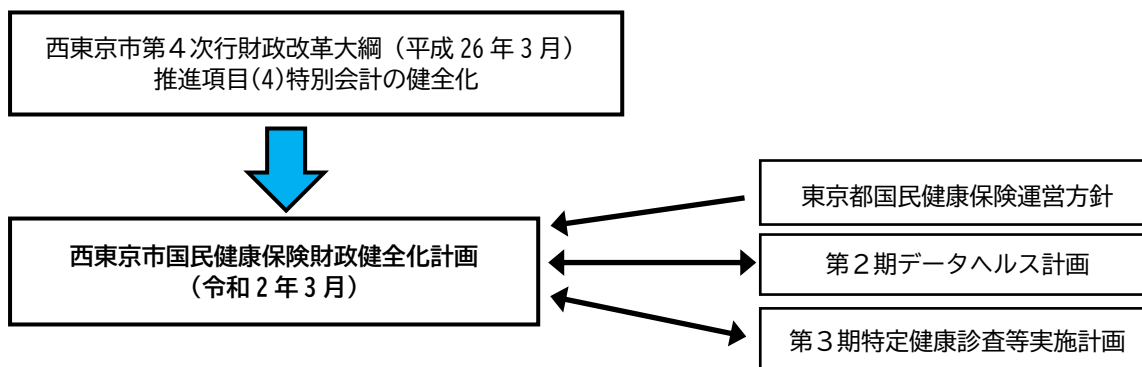 西東京市第４次行財政改革大綱（平成 26 年 3 月）
推進項目(4)特別会計の健全化
東京都国民健康保険運営方針
西東京市国民健康保険財政健全化計画
（令和 2 年 3 月）
第２期データヘルス計画
第３期特定健康診査等実施計画